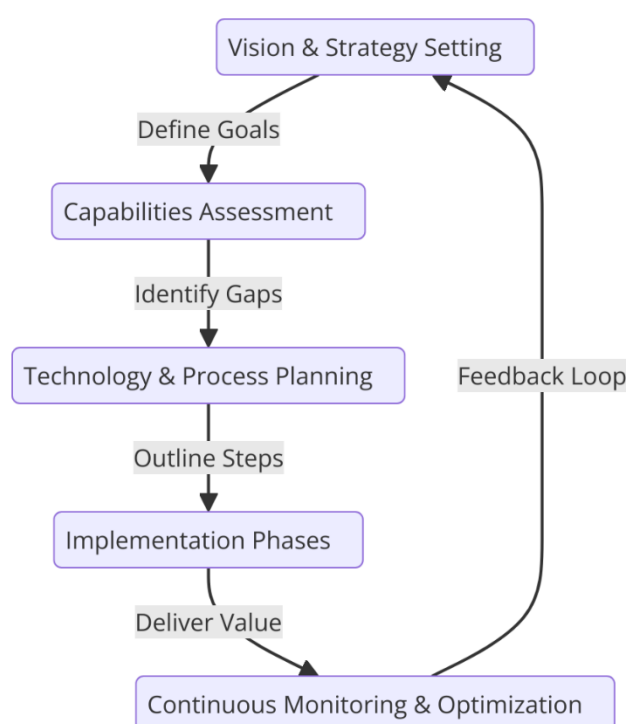 Vision & Strategy Setting
Define Goals
Capabilities Assessment
Identify Gaps
Technology & Process Planning
Feedback Loop
Outline Steps
Implementation Phases
Deliver Value
Continuous Monitoring & Optimization